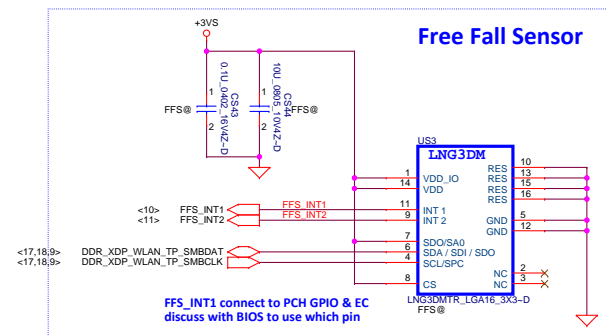 +3VS
Free Fall Sensor
1
2
FFS@
CS43
0.1U_0402_16V4Z~D
1
2
FFS@
CS44
10U_0805_10V4Z~D
US3
LNG3DM
1 VDD_IO
14 VDD
RES 10
RES 13
RES 15
RES 16
<10> FFS_INT1 FFS_INT1 11 INT 1
<11> FFS_INT2 FFS_INT2 9 INT 2
GND 5
GND 12
7 SDO/SA0
<17,18,9> DDR_XDP_WLAN_TP_SMBDAT 6 SDA / SDI / SDO
<17,18,9> DDR_XDP_WLAN_TP_SMBCLK 4 SCL/SPC
NC 2
NC 3
8 CS
LNG3DMTR_LGA16_3X3~D
FFS@
FFS_INT1 connect to PCH GPIO & EC
discuss with BIOS to use which pin